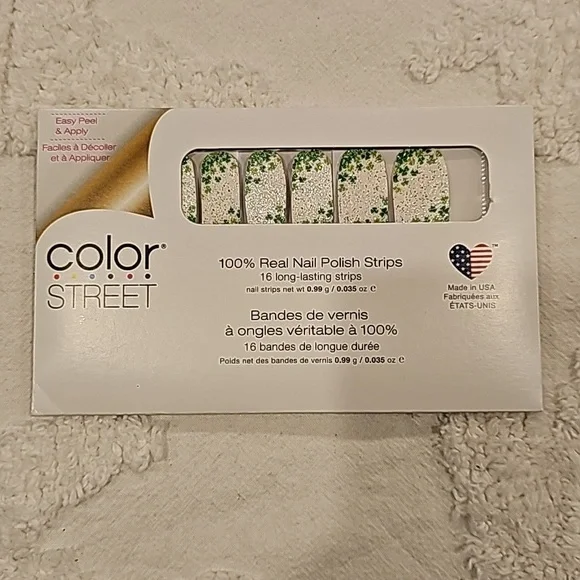 Easy Peel
& Apply
Faciles à Décoller
et à Appliquer
color®
STREET
100% Real Nail Polish Strips
16 long-lasting strips
nail strips net wt 0.99 g / 0.035 oz ℮
Bandes de vernis
à ongles véritable à 100%
16 bandes de longue durée
Poids net des bandes de vernis 0.99 g / 0.035 oz ℮
™
Made in USA
Fabriquées aux
ÉTATS-UNIS